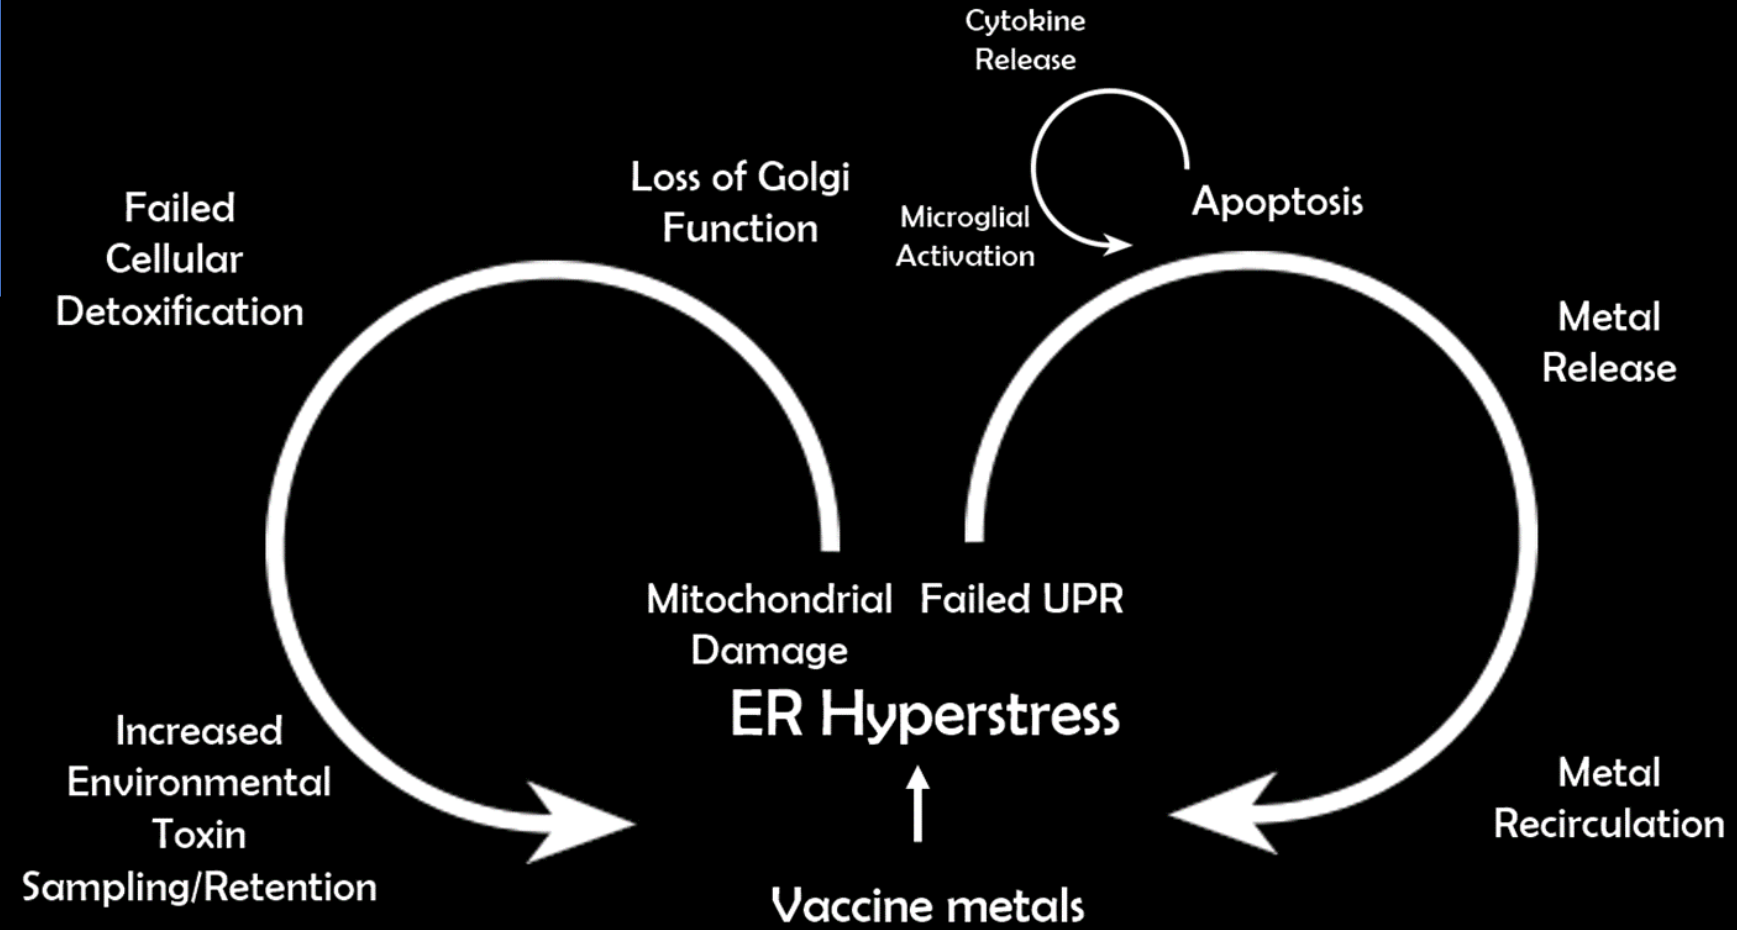 Cytokine
Release
Loss of Golgi
Function
Failed
Cellular
Detoxification
Microglial
Activation
Apoptosis
Metal
Release
Mitochondrial
Damage
Failed UPR
ER Hyperstress
Increased
Environmental
Toxin
Sampling/Retention
Metal
Recirculation
Vaccine metals